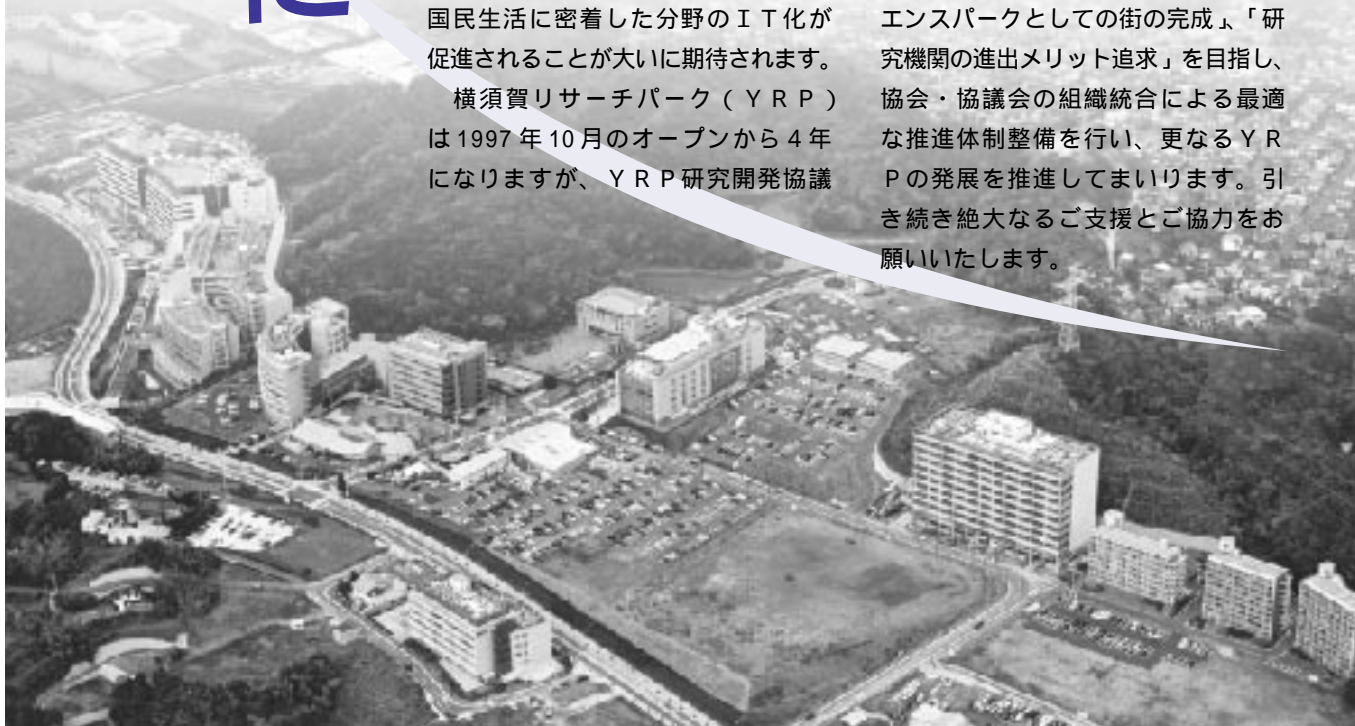 に
国民生活に密着した分野のＩＴ化が
促進されることが大いに期待されます。
　横須賀リサーチパーク（ＹＲＰ）
は1997年10月のオープンから４年
になりますが、ＹＲＰ研究開発協議
エンスパークとしての街の完成」、「研
究機関の進出メリット追求」を目指し、
協会・協議会の組織統合による最適
な推進体制整備を行い、更なるＹＲ
Ｐの発展を推進してまいります。引
き続き絶大なるご支援とご協力をお
願いいたします。